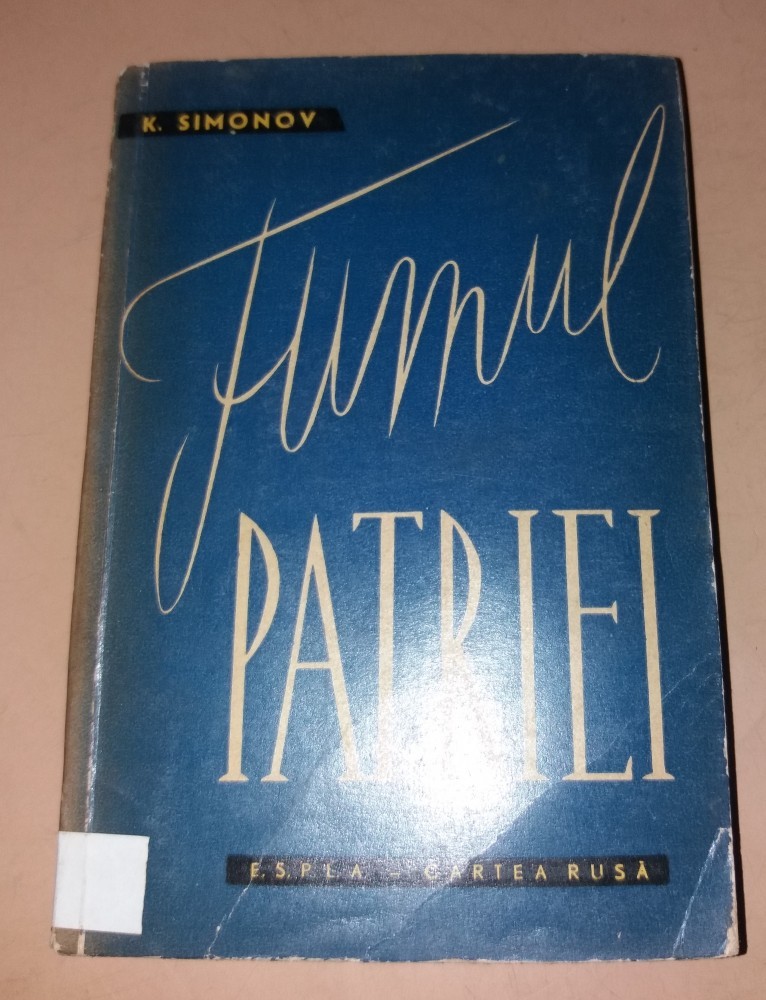 K. SIMONOV
Fumul
PATRIEI
E.S.P.L.A. - CARTEA RUSĂ